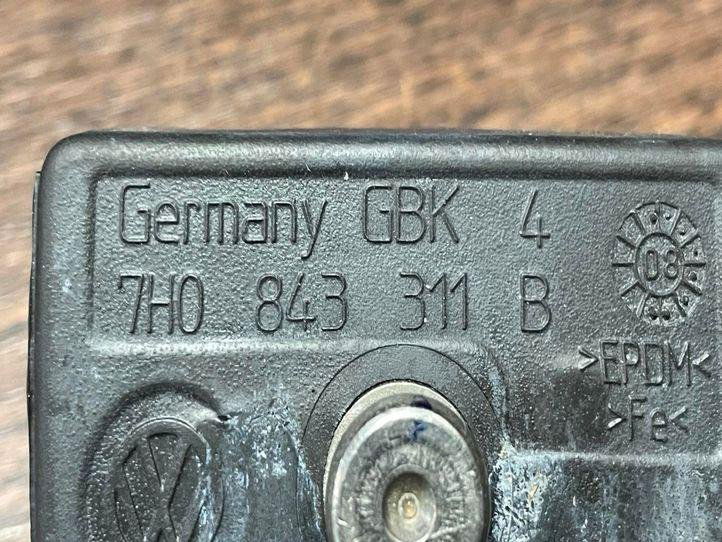 Germany GBK 4
7H0 843 311 B
08
>EPDM<
>Fe<